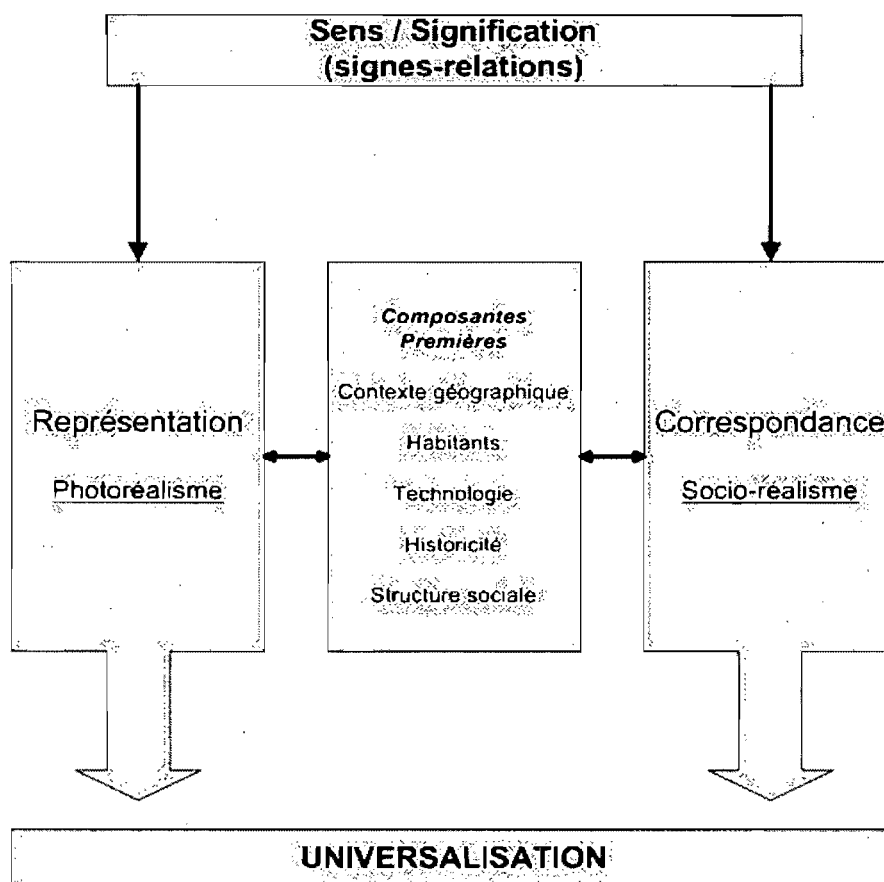 Sens / Signification
(signes-relations)
Représentation
Photoréalisme
Composantes
Premières
Contexte géographique
Habitants
Technologie
Historicité
Structure sociale
Correspondance
Socio-réalisme
UNIVERSALISATION